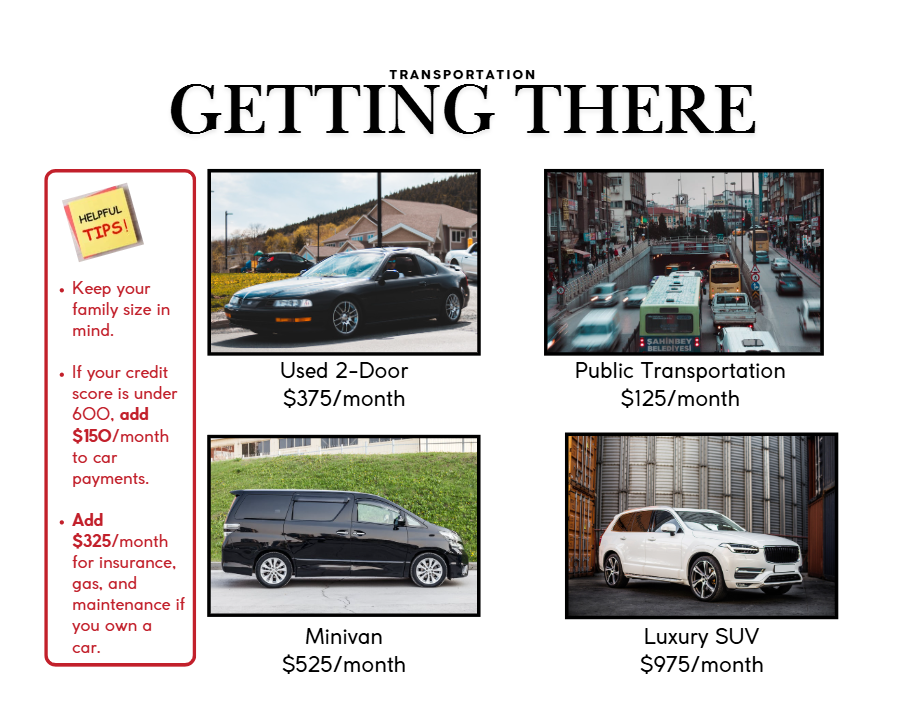 TRANSPORTATION
GETTING THERE
HELPFUL
TIPS!
• Keep your
family size in
mind.
• If your credit
score is under
600, add
$150/month
to car
payments.
• Add
$325/month
for insurance,
gas, and
maintenance if
you own a
car.
Used 2-Door
$375/month
ŞAHİNBEY
BELEDİYESİ
Public Transportation
$125/month
Minivan
$525/month
Luxury SUV
$975/month